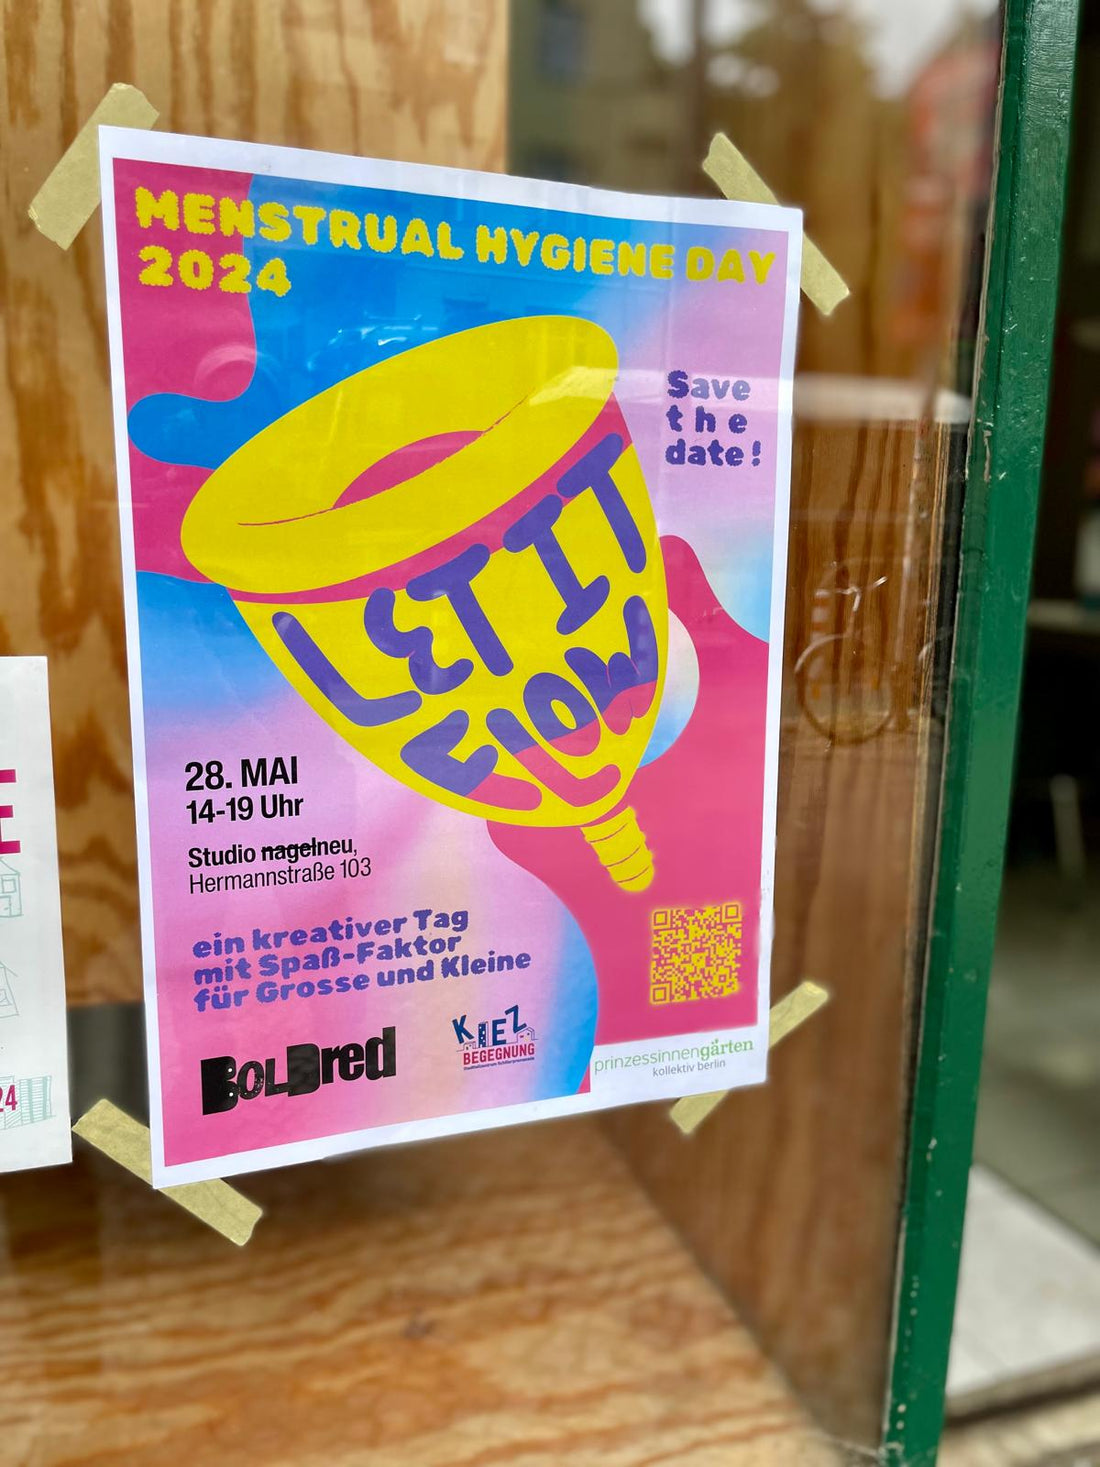 MENSTRUAL HYGIENE DAY
2024
Save
the
date!
LET IT
FLOW
28. MAI
14-19 Uhr
Studio nagelneu,
Hermannstraße 103
ein kreativer Tag
mit Spaß-Faktor
für Grosse und Kleine
BOLDred
KIEZ
BEGEGNUNG
prinzessinnengärten
kollektiv berlin
24